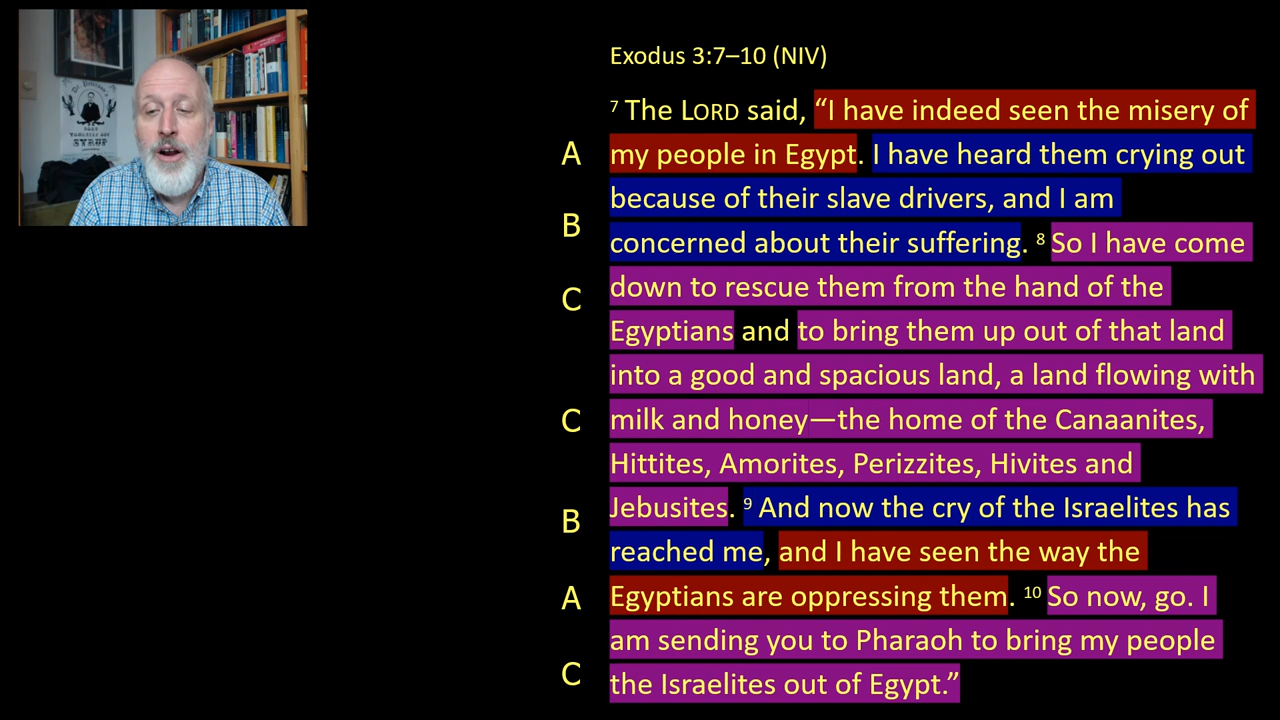 Exodus 3:7–10 (NIV)
⁷ The LORD said, “I have indeed seen the misery of
A my people in Egypt. I have heard them crying out
because of their slave drivers, and I am
B
concerned about their suffering. ⁸ So I have come
C down to rescue them from the hand of the
Egyptians and to bring them up out of that land
into a good and spacious land, a land flowing with
C milk and honey—the home of the Canaanites,
Hittites, Amorites, Perizzites, Hivites and
B Jebusites. ⁹ And now the cry of the Israelites has
reached me, and I have seen the way the
A Egyptians are oppressing them. ¹⁰ So now, go. I
am sending you to Pharaoh to bring my people
C the Israelites out of Egypt.”
SYRUP